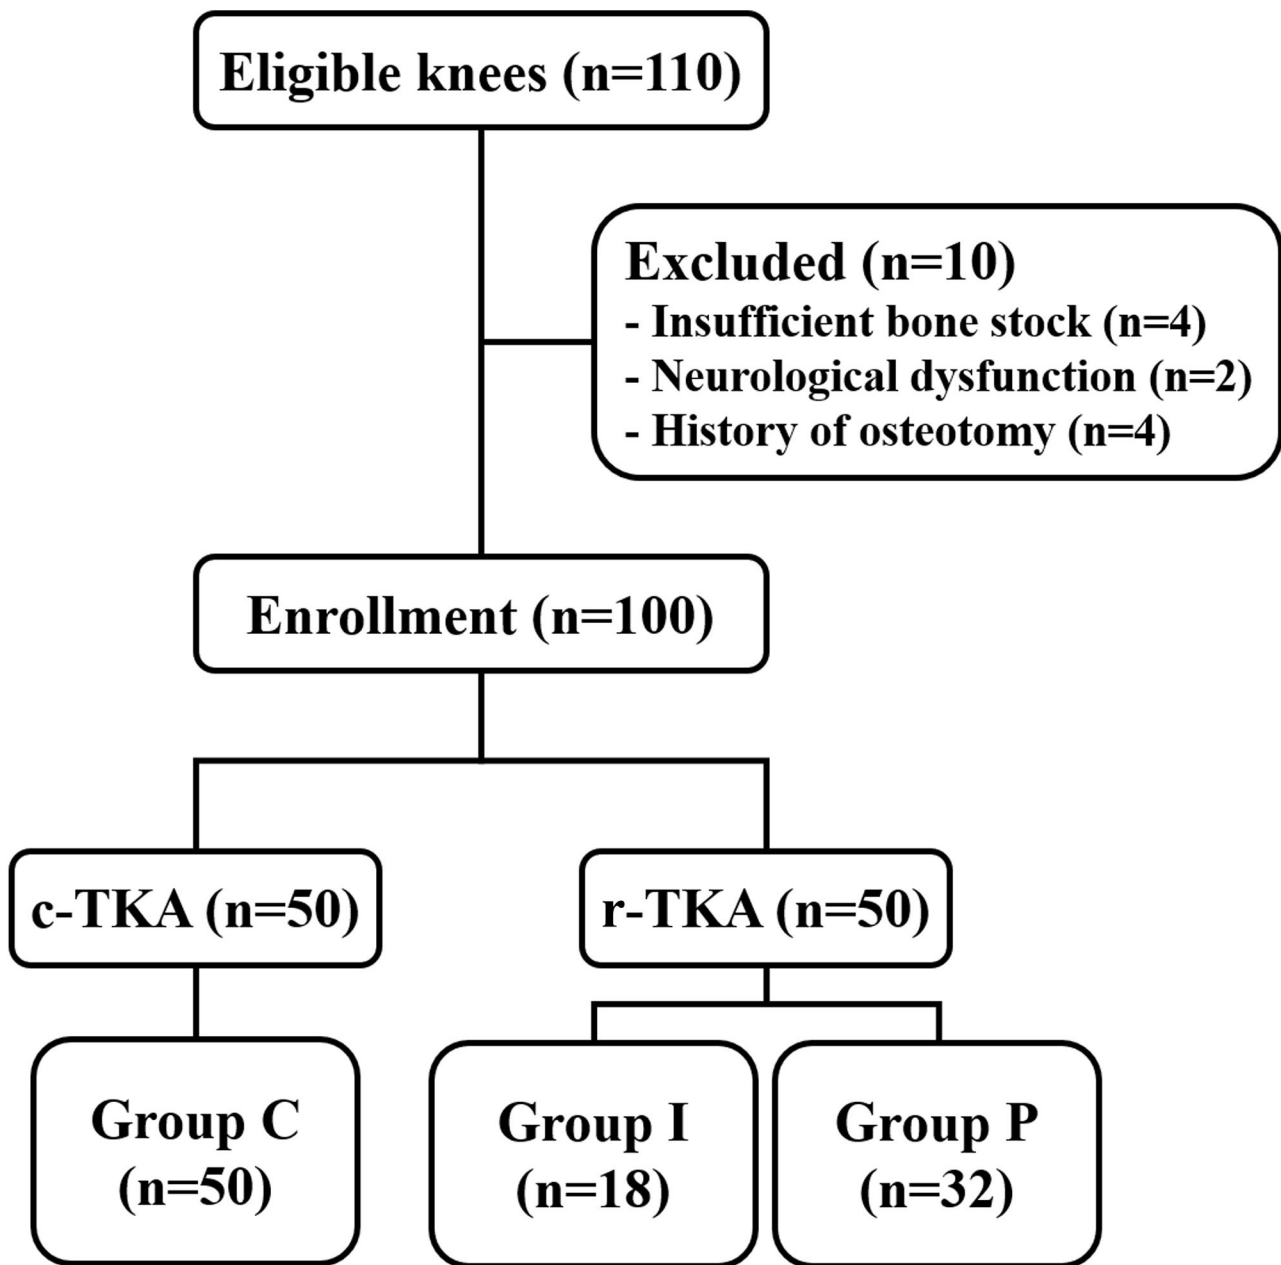 Eligible knees (n=110)
Excluded (n=10)
- Insufficient bone stock (n=4)
- Neurological dysfunction (n=2)
- History of osteotomy (n=4)
Enrollment (n=100)
c-TKA (n=50)
r-TKA (n=50)
Group C
(n=50)
Group I
(n=18)
Group P
(n=32)